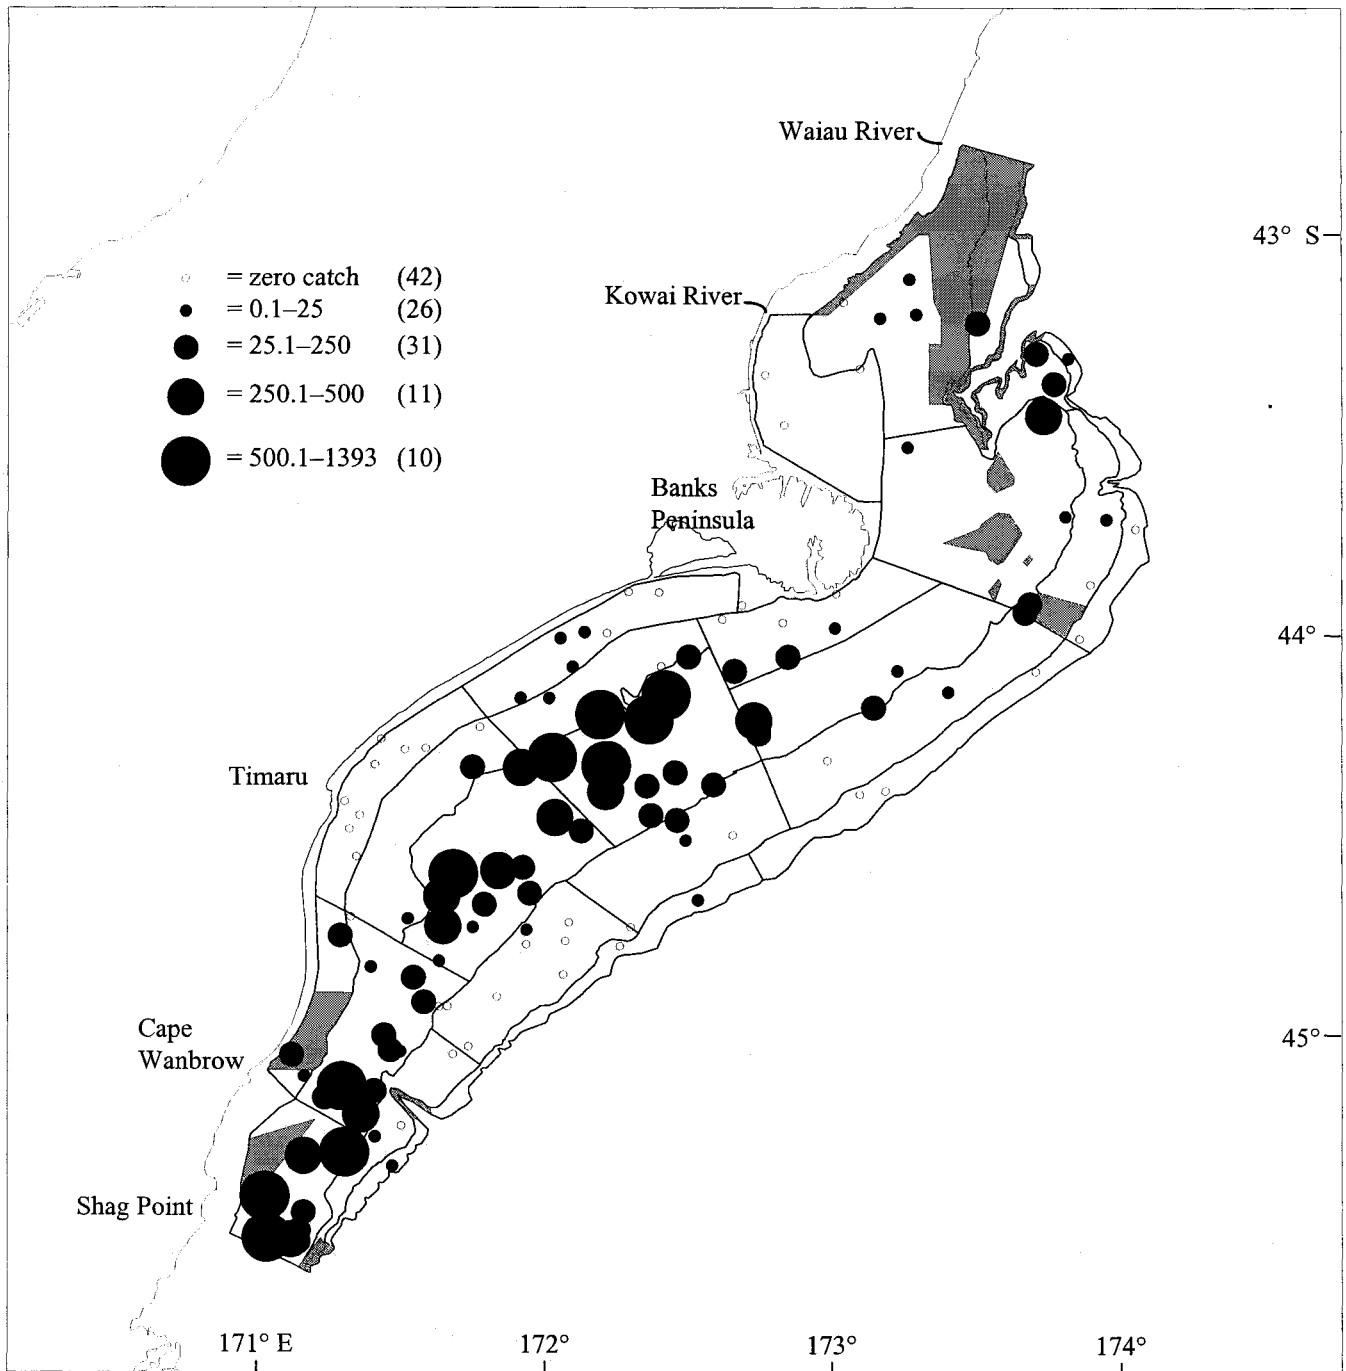 Waiau River
43° S
= zero catch (42)
= 0.1–25 (26)
Kowai River
= 25.1–250 (31)
= 250.1–500 (11)
= 500.1–1393 (10)
Banks
Peninsula
44°
Timaru
Cape
Wanbrow
45°
Shag Point
171° E 172° 173° 174°